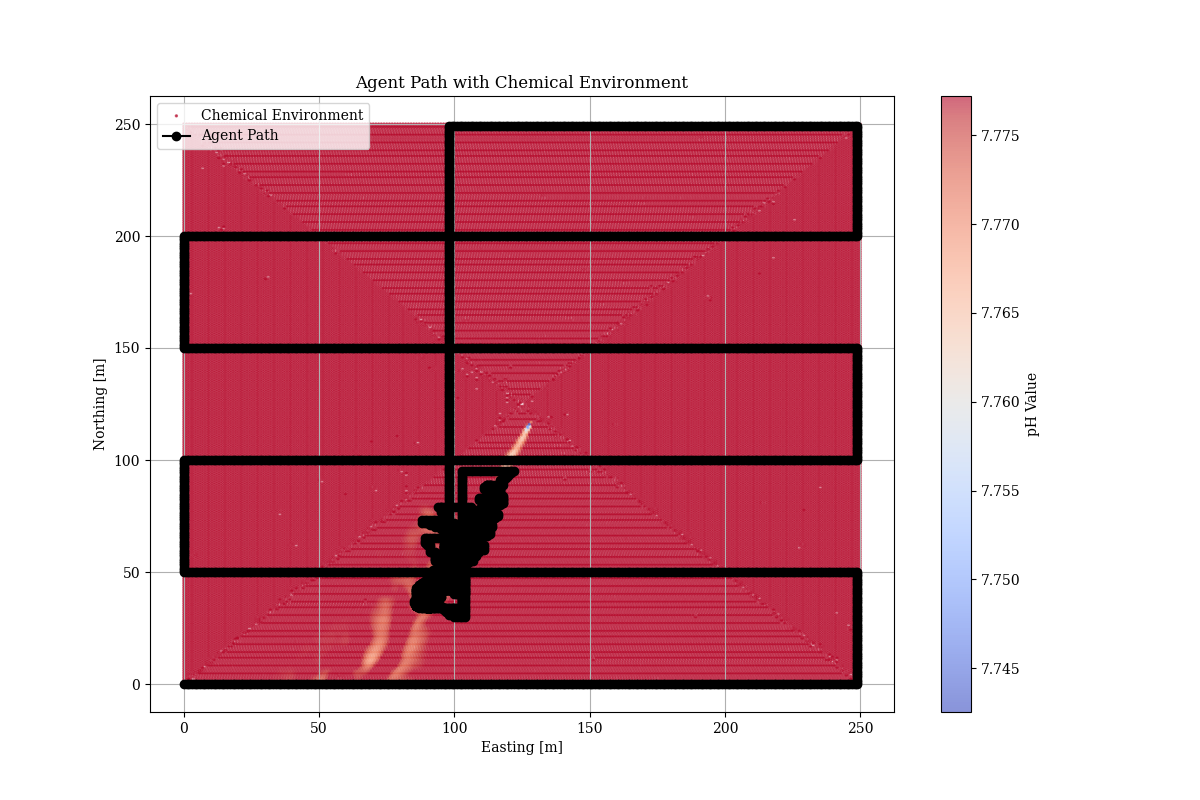 Agent Path with Chemical Environment
Chemical Environment
Agent Path
250
200
150
100
50
0
Northing [m]
0 50 100 150 200 250
Easting [m]
7.775
7.770
7.765
7.760
7.755
7.750
7.745
pH Value